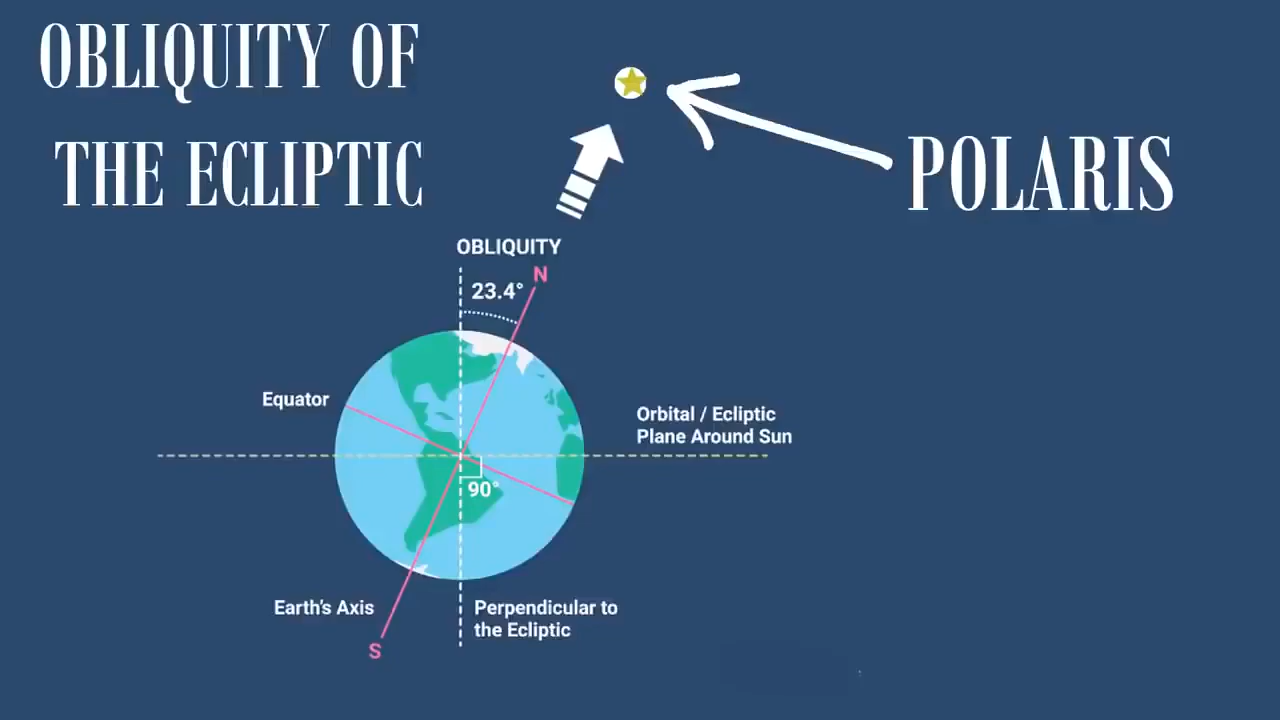 OBLIQUITY OF
THE ECLIPTIC
POLARIS
OBLIQUITY
N
23.4°
Equator
Orbital / Ecliptic
Plane Around Sun
90°
Earth's Axis
Perpendicular to
the Ecliptic
S